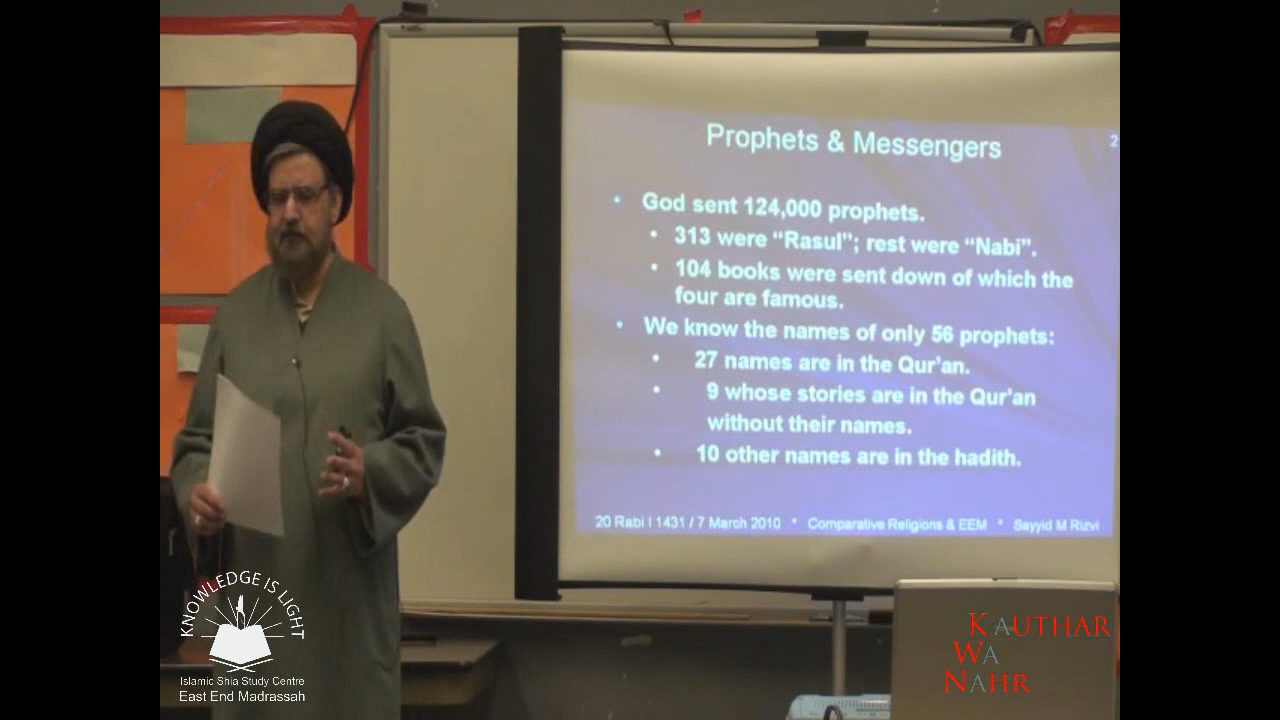 Prophets & Messengers
2
• God sent 124,000 prophets.
• 313 were “Rasul”; rest were “Nabi”.
• 104 books were sent down of which the
four are famous.
• We know the names of only 56 prophets:
• 27 names are in the Qur’an.
• 9 whose stories are in the Qur’an
without their names.
• 10 other names are in the hadith.
20 Rabi I 1431 / 7 March 2010 * Comparative Religions & EEM * Sayyid M Rizvi
KNOWLEDGE IS LIGHT
Islamic Shia Study Centre
East End Madrassah
KAUTHAR
WA
NAHR